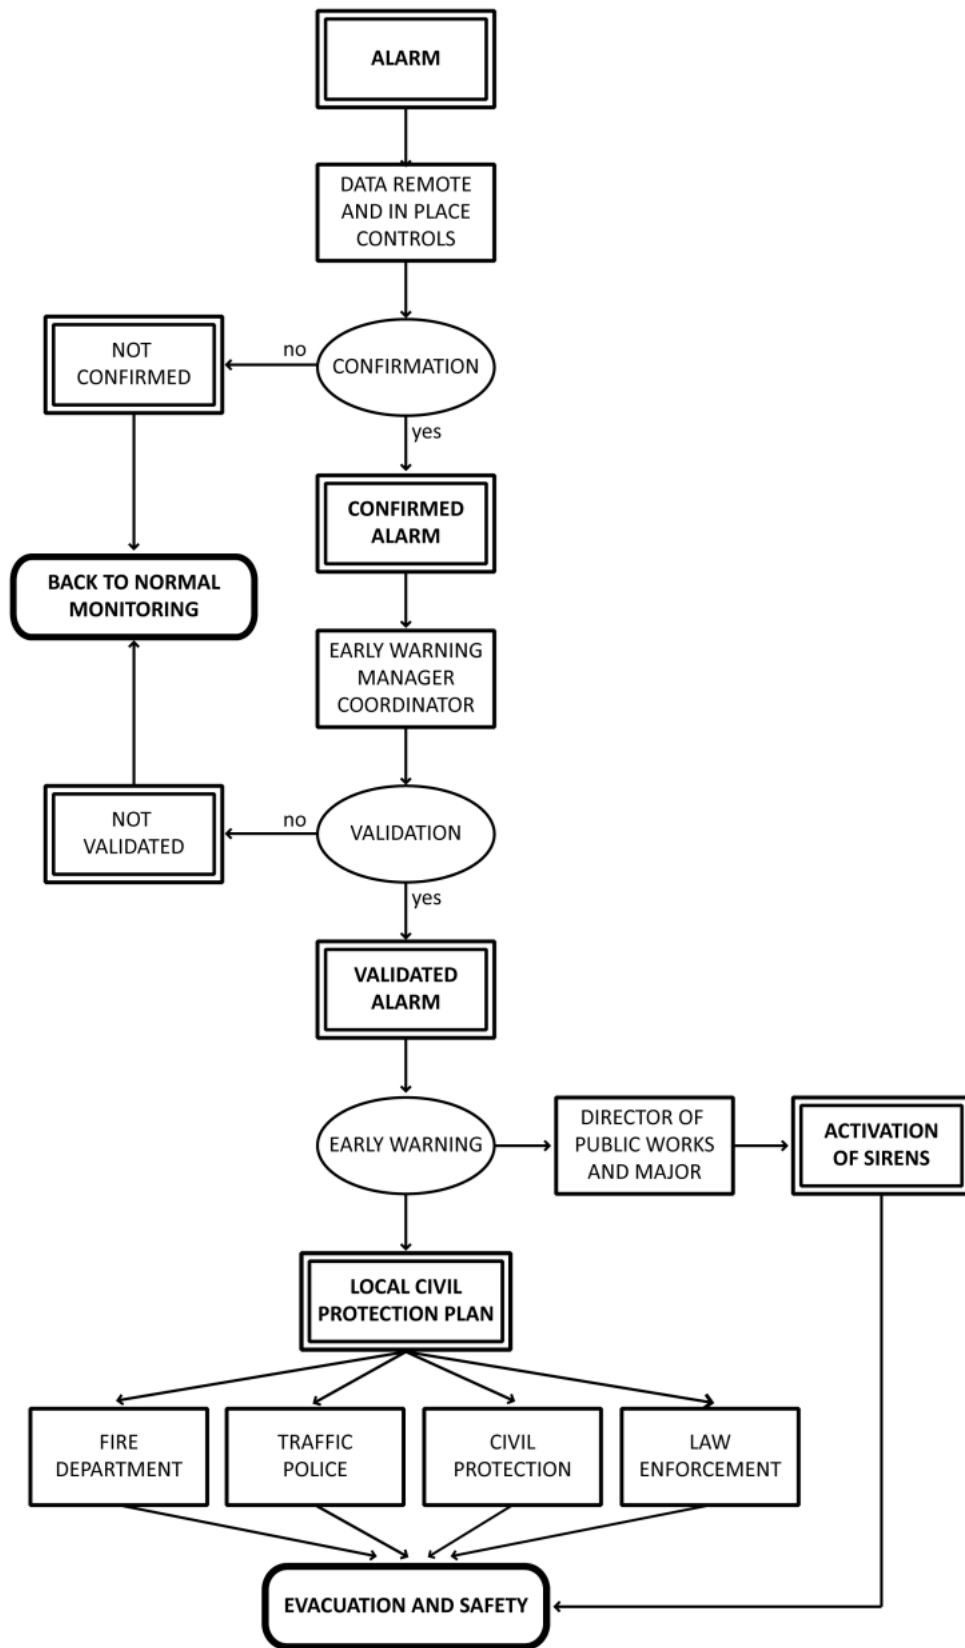 ALARM
DATA REMOTE
AND IN PLACE
CONTROLS
CONFIRMATION
no
NOT
CONFIRMED
yes
CONFIRMED
ALARM
BACK TO NORMAL
MONITORING
EARLY WARNING
MANAGER
COORDINATOR
VALIDATION
no
NOT
VALIDATED
yes
VALIDATED
ALARM
EARLY WARNING
DIRECTOR OF
PUBLIC WORKS
AND MAJOR
ACTIVATION
OF SIRENS
LOCAL CIVIL
PROTECTION PLAN
FIRE
DEPARTMENT
TRAFFIC
POLICE
CIVIL
PROTECTION
LAW
ENFORCEMENT
EVACUATION AND SAFETY